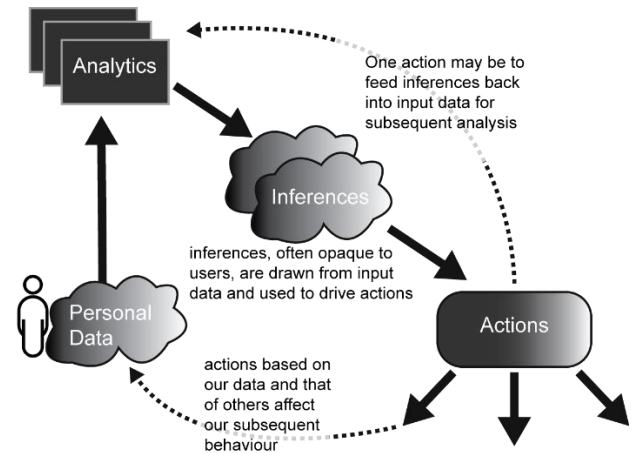 Analytics
One action may be to
feed inferences back
into input data for
subsequent analysis
Inferences
inferences, often opaque to
users, are drawn from input
data and used to drive actions
Personal
Data
Actions
actions based on
our data and that
of others affect
our subsequent
behaviour